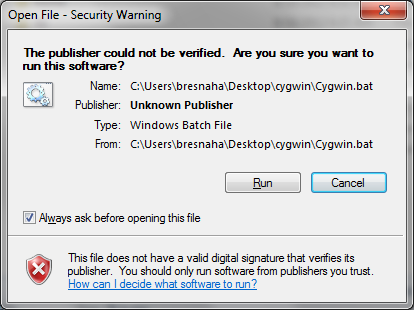 Open File - Security Warning
The publisher could not be verified.  Are you sure you want to
run this software?
Name: C:\Users\bresnaha\Desktop\cygwin\Cygwin.bat
Publisher: Unknown Publisher
Type: Windows Batch File
From: C:\Users\bresnaha\Desktop\cygwin\Cygwin.bat
Run Cancel
Always ask before opening this file
This file does not have a valid digital signature that verifies its
publisher.  You should only run software from publishers you trust.
How can I decide what software to run?